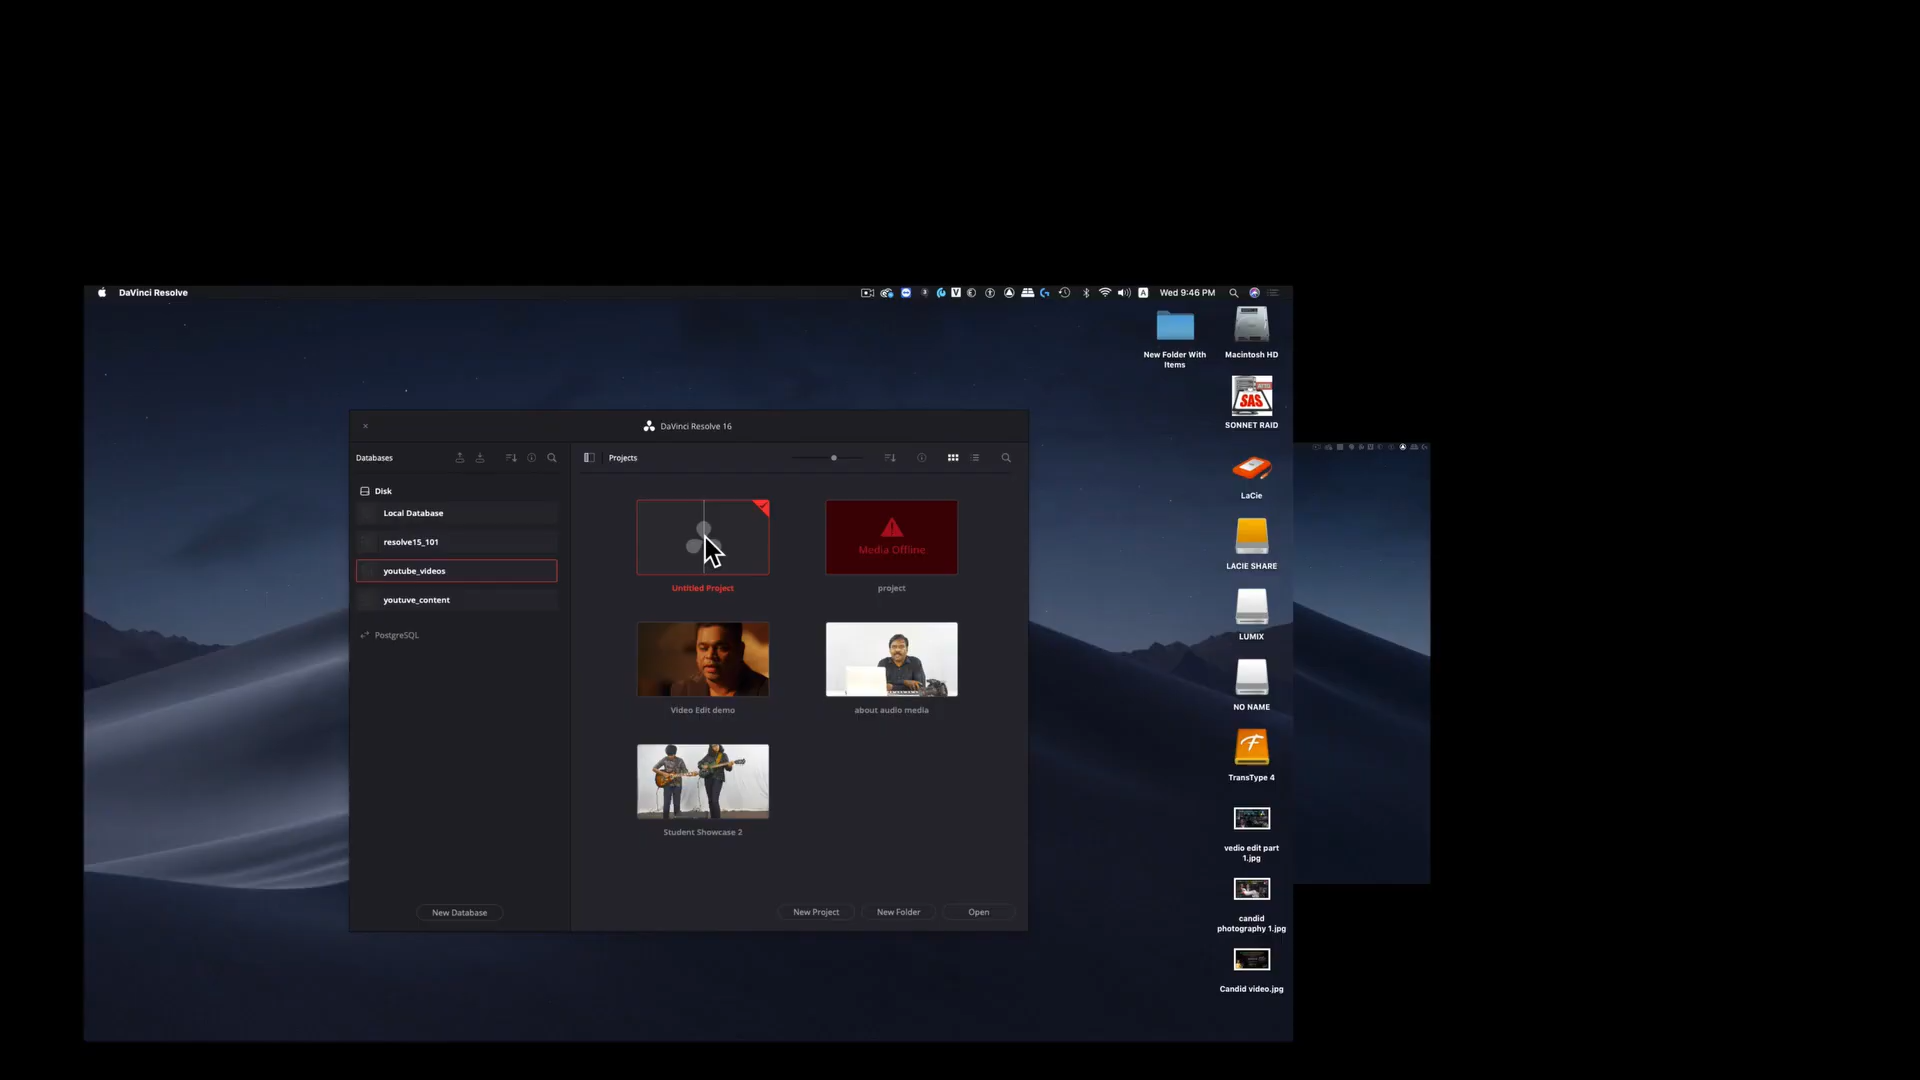 DaVinci Resolve
Wed 9:46 PM
New Folder With
Items
Macintosh HD
SAS
SONNET RAID
LaCie
LACIE SHARE
LUMIX
NO NAME
TransType 4
vedio edit part
1.jpg
candid
photography 1.jpg
Candid video.jpg
DaVinci Resolve 16
Databases
Projects
Disk
Local Database
resolve15_101
youtube_videos
youtuve_content
PostgreSQL
Untitled Project
Media Offline
project
Video Edit demo
about audio media
Student Showcase 2
New Database
New Project
New Folder
Open